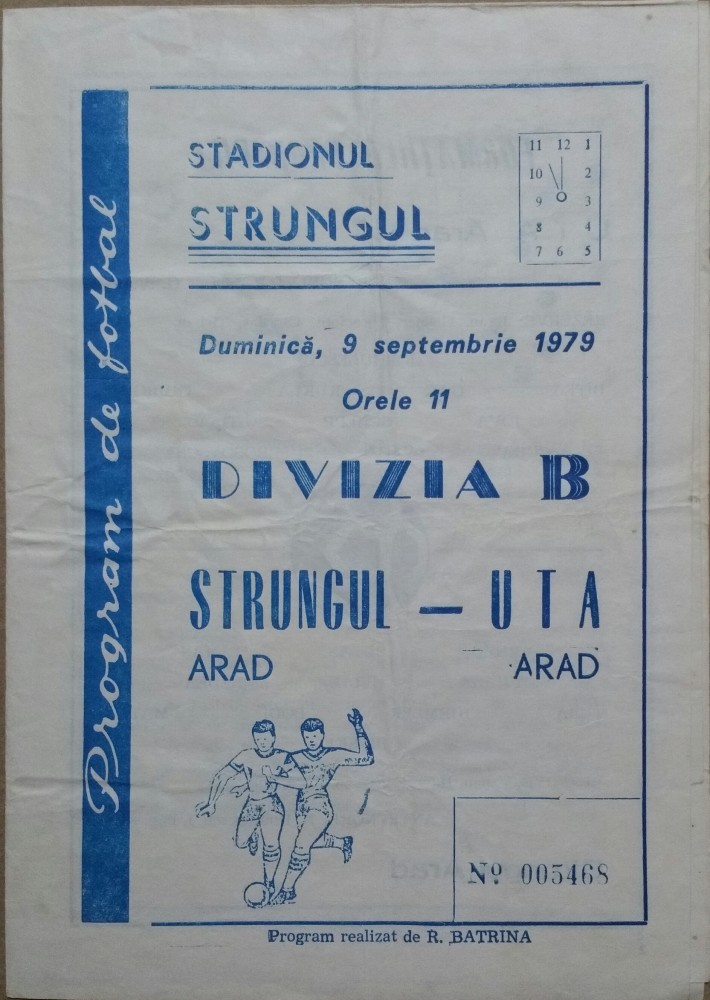 Program de fotbal
STADIONUL
STRUNGUL
11 12 1
10 2
9 3
8 4
7 6 5
Duminică, 9 septembrie 1979
Orele 11
DIVIZIA B
STRUNGUL — UTA
ARAD ARAD
Nº 005468
Program realizat de R. BATRINA